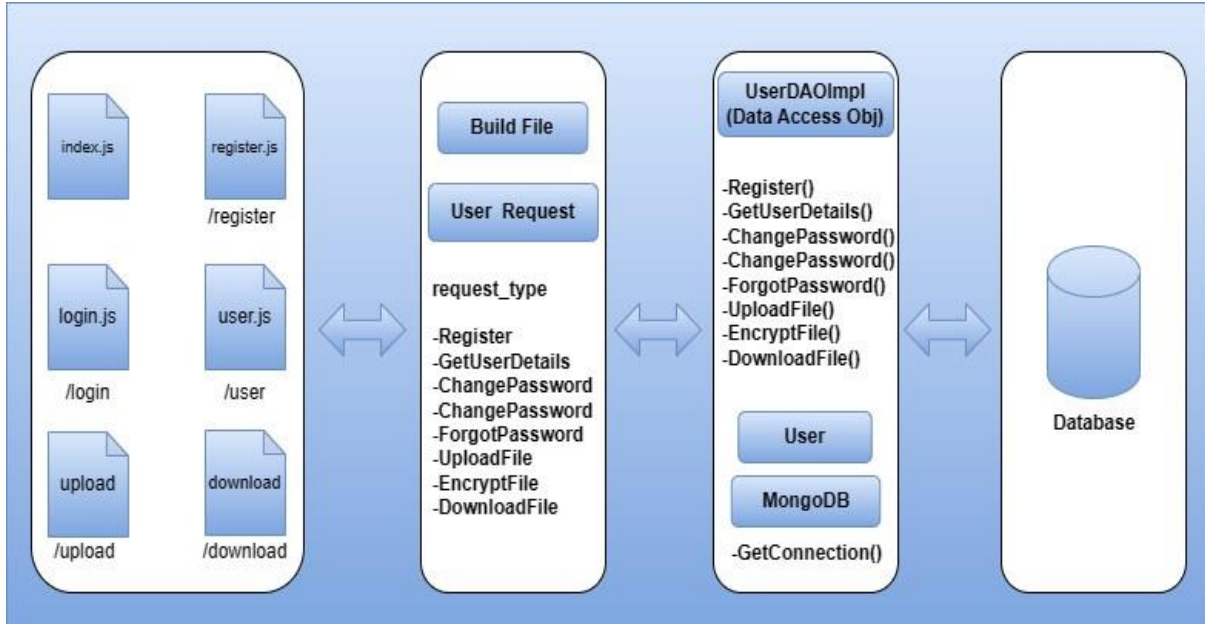 index.js
register.js
/register
login.js
user.js
/login
/user
upload
download
/upload
/download
Build File
User Request
request_type
-Register
-GetUserDetails
-ChangePassword
-ChangePassword
-ForgotPassword
-UploadFile
-EncryptFile
-DownloadFile
UserDAOImpl
(Data Access Obj)
-Register()
-GetUserDetails()
-ChangePassword()
-ChangePassword()
-ForgotPassword()
-UploadFile()
-EncryptFile()
-DownloadFile()
User
MongoDB
-GetConnection()
Database